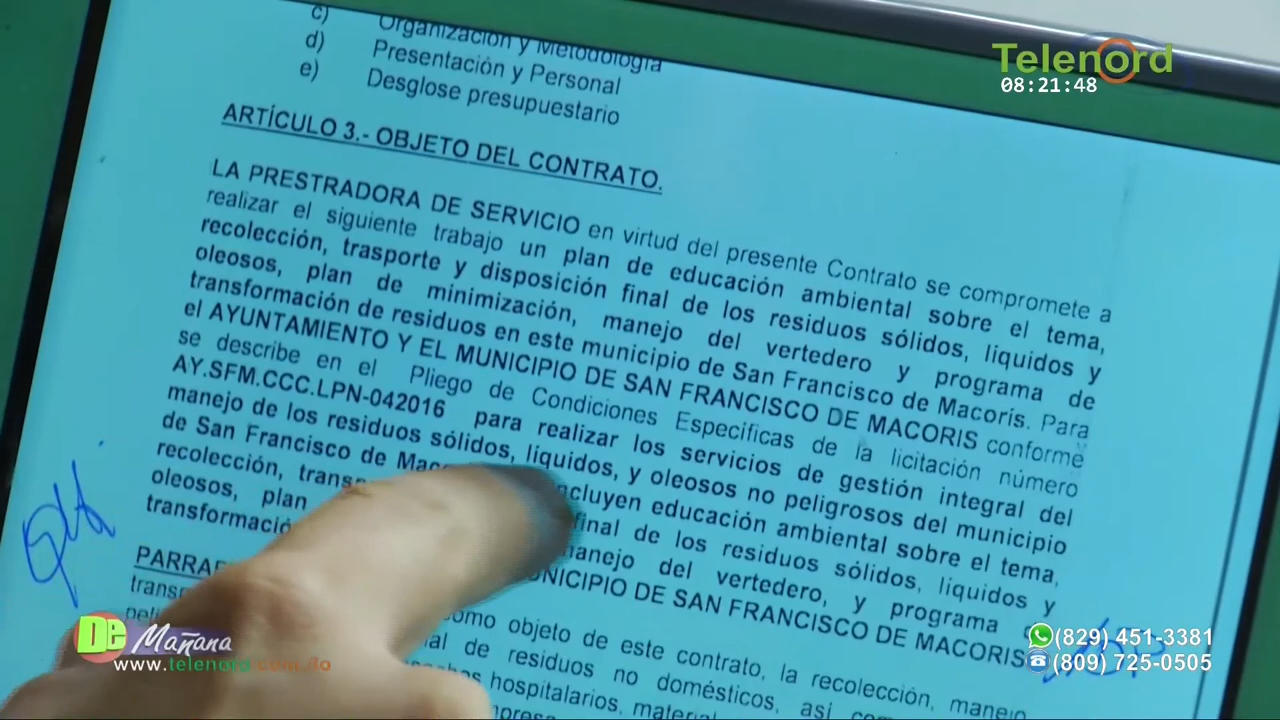 c) Organización y Metodología
d) Presentación y Personal
e) Desglose presupuestario
Telenord
08:21:48
ARTÍCULO 3.- OBJETO DEL CONTRATO.
LA PRESTRADORA DE SERVICIO en virtud del presente Contrato se compromete a
realizar el siguiente trabajo un plan de educación ambiental sobre el tema,
recolección, trasporte y disposición final de los residuos sólidos, líquidos y
oleosos, plan de minimización, manejo del vertedero y programa de
transformación de residuos en este municipio de San Francisco de Macorís. Para
el AYUNTAMIENTO Y EL MUNICIPIO DE SAN FRANCISCO DE MACORIS conforme
se describe en el Pliego de Condiciones Específicas de la licitación número
AY.SFM.CCC.LPN-042016 para realizar los servicios de gestión integral del
manejo de los residuos sólidos, líquidos, y oleosos no peligrosos del municipio
de San Francisco de incluyen educación ambiental sobre el tema,
recolección, final de los residuos sólidos, líquidos y
oleosos, plan manejo del vertedero, y programa
MUNICIPIO DE SAN FRANCISCO DE MACORIS
como objeto de este contrato, la recolección, manejo
de residuos no domésticos, así
hospitalarios,
De Mañana
www.telenord.com.do
(829) 451-3381
(809) 725-0505